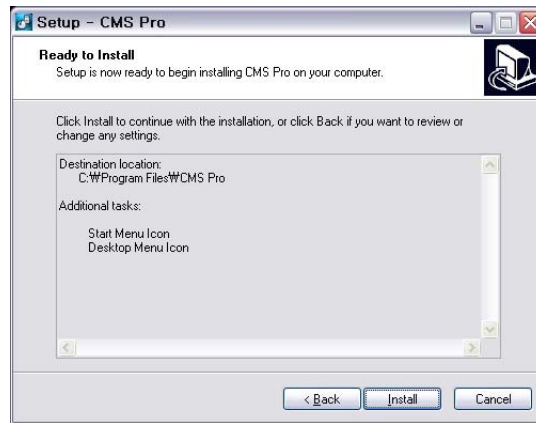 Setup - CMS Pro
Ready to Install
Setup is now ready to begin installing CMS Pro on your computer.
Click Install to continue with the installation, or click Back if you want to review or
change any settings.
Destination location:
C:₩Program Files₩CMS Pro
Additional tasks:
Start Menu Icon
Desktop Menu Icon
< Back
Install
Cancel